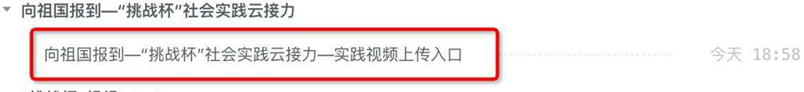 向祖国报到—“挑战杯”社会实践云接力
向祖国报到—“挑战杯”社会实践云接力—实践视频上传入口
今天 18:58